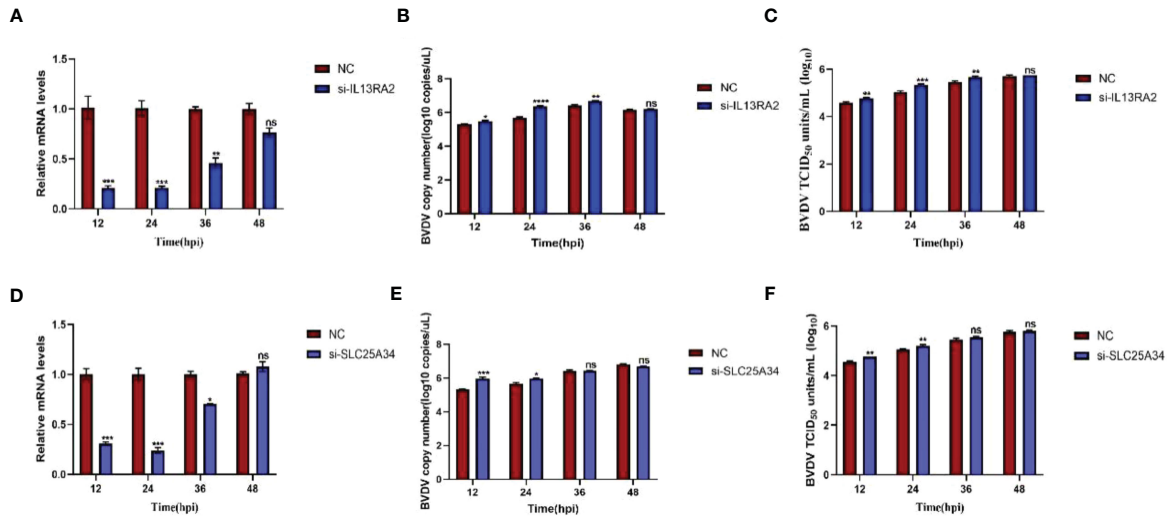 A
Relative mRNA levels
1.5
1.0
0.5
0.0
*** *** ** ns
12 24 36 48
Time(hpi)
NC
si-IL13RA2
B
BVDV copy number(log10 copies/uL)
10
8
6
4
2
0
* **** ** ns
12 24 36 48
Time(hpi)
NC
si-IL13RA2
C
BVDV TCID50 units/mL (log10)
6
4
2
0
** *** ** ns
12 24 36 48
Time(hpi)
NC
si-IL13RA2
D
Relative mRNA levels
1.5
1.0
0.5
0.0
*** *** * ns
12 24 36 48
Time(hpi)
NC
si-SLC25A34
E
BVDV copy number(log10 copies/uL)
10
8
6
4
2
0
*** * ns ns
12 24 36 48
Time(hpi)
NC
si-SLC25A34
F
BVDV TCID50 units/mL (log10)
6
4
2
0
** ** ns ns
12 24 36 48
Time(hpi)
NC
si-SLC25A34